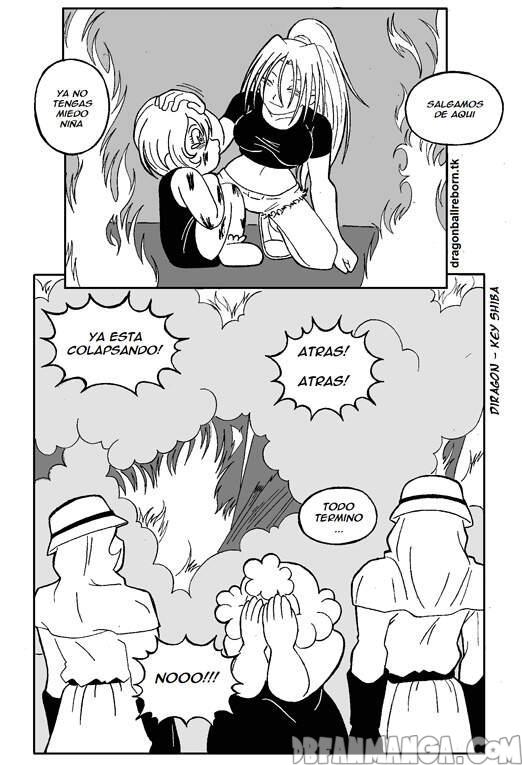 YA NO
TENGAS
MIEDO
NIÑA
SALGAMOS
DE AQUI
dragonballreborn.tk
YA ESTA
COLAPSANDO!
ATRAS!
ATRAS!
DIRAGON - KEY SHIBA
TODO
TERMINO
...
NOOO!!!
DBFANMANGA.COM